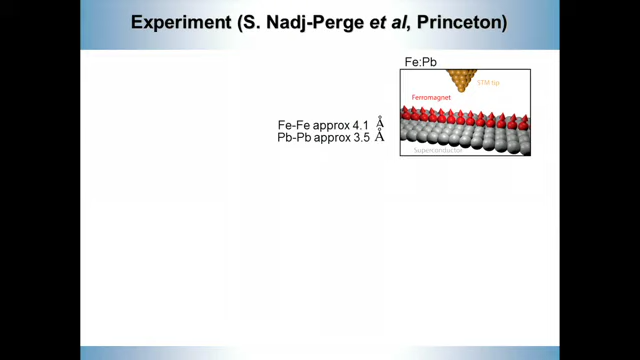 Experiment (S. Nadj-Perge et al, Princeton)
Fe:Pb
STM tip
Ferromagnet
Fe-Fe approx 4.1 Å
Pb-Pb approx 3.5 Å
Superconductor